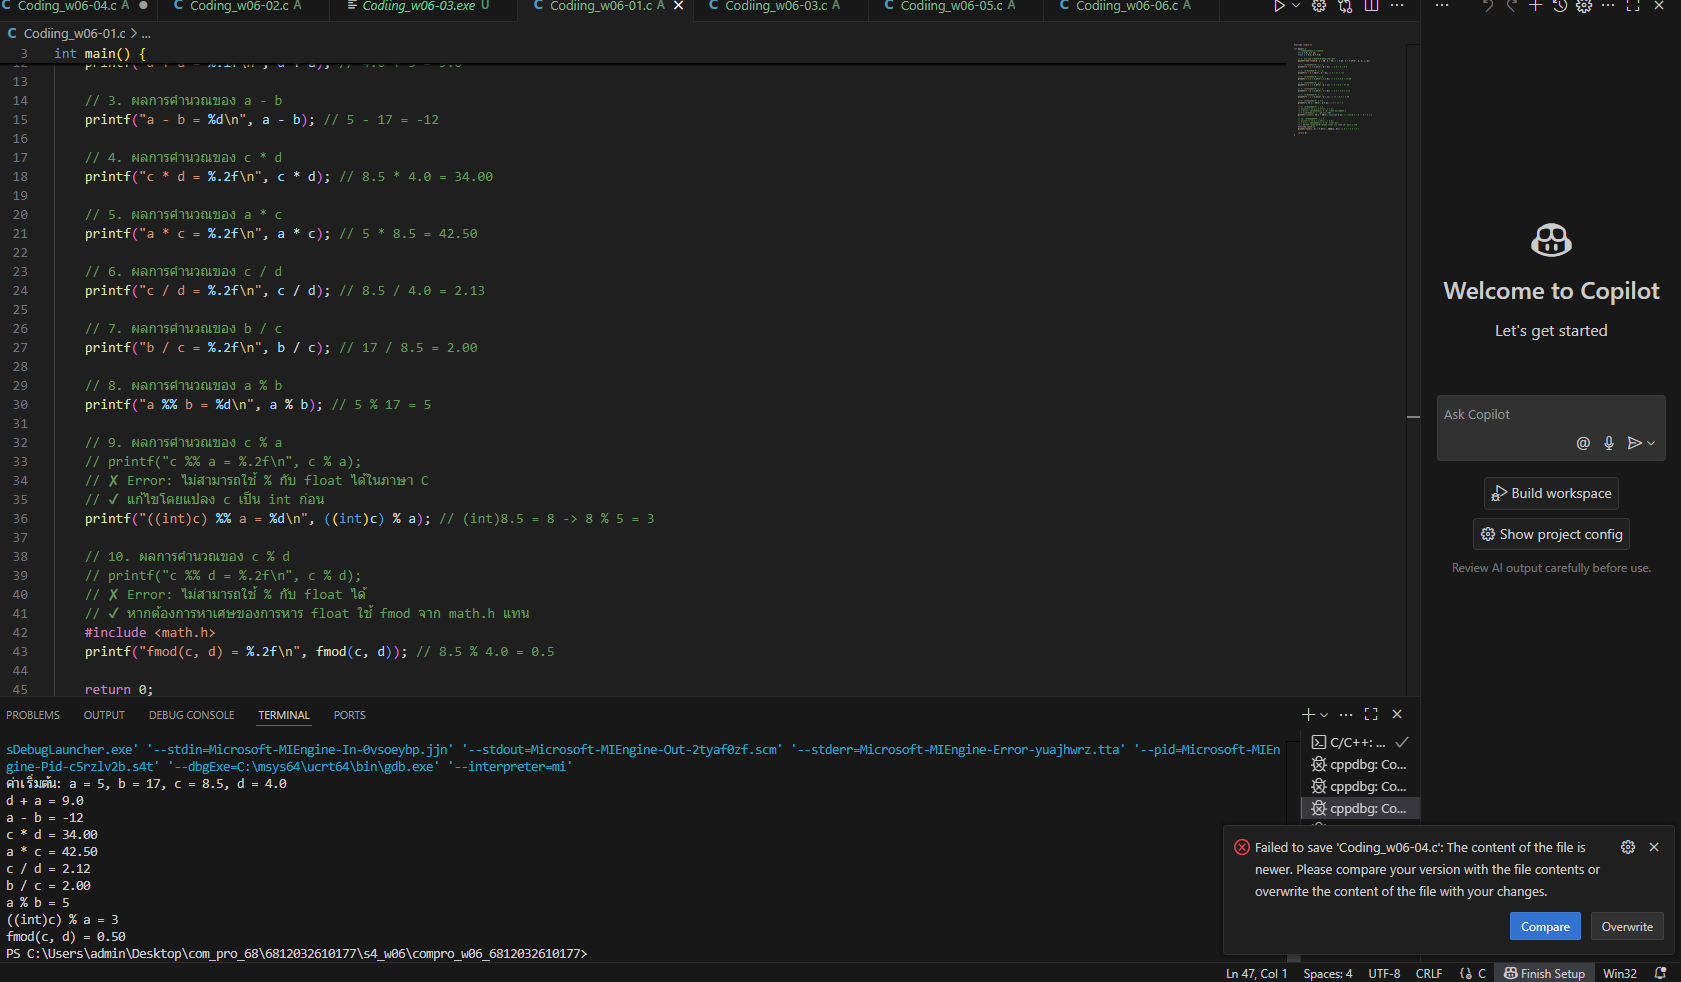 Coding_w06-04.c A
Coding_w06-02.c A
Codiing_w06-03.exe U
Codiing_w06-01.c A
Coding_w06-03.c A
Coding_w06-05.c A
Coding_w06-06.c A
C Codiing_w06-01.c > ...
3 int main() {
13
14 // 3. ผลการคำนวณของ a - b
15 printf("a - b = %d\n", a - b); // 5 - 17 = -12
16
17 // 4. ผลการคำนวณของ c * d
18 printf("c * d = %.2f\n", c * d); // 8.5 * 4.0 = 34.00
19
20 // 5. ผลการคำนวณของ a * c
21 printf("a * c = %.2f\n", a * c); // 5 * 8.5 = 42.50
22
23 // 6. ผลการคำนวณของ c / d
24 printf("c / d = %.2f\n", c / d); // 8.5 / 4.0 = 2.13
25
26 // 7. ผลการคำนวณของ b / c
27 printf("b / c = %.2f\n", b / c); // 17 / 8.5 = 2.00
28
29 // 8. ผลการคำนวณของ a % b
30 printf("a %% b = %d\n", a % b); // 5 % 17 = 5
31
32 // 9. ผลการคำนวณของ c % a
33 // printf("c %% a = %.2f\n", c % a);
34 // ✗ Error: ไม่สามารถใช้ % กับ float ได้ในภาษา C
35 // ✓ แก้ไขโดยแปลง c เป็น int ก่อน
36 printf("((int)c) %% a = %d\n", ((int)c) % a); // (int)8.5 = 8 -> 8 % 5 = 3
37
38 // 10. ผลการคำนวณของ c % d
39 // printf("c %% d = %.2f\n", c % d);
40 // ✗ Error: ไม่สามารถใช้ % กับ float ได้
41 // ✓ หากต้องการหาเศษของการหาร float ใช้ fmod จาก math.h แทน
42 #include <math.h>
43 printf("fmod(c, d) = %.2f\n", fmod(c, d)); // 8.5 % 4.0 = 0.5
44
45 return 0;
PROBLEMS OUTPUT DEBUG CONSOLE TERMINAL PORTS
sDebugLauncher.exe' '--stdin=Microsoft-MIEngine-In-0vsoeybp.jjn' '--stdout=Microsoft-MIEngine-Out-2tyaf0zf.scm' '--stderr=Microsoft-MIEngine-Error-yuajhwrz.tta' '--pid=Microsoft-MIEn
gine-Pid-c5rzlv2b.s4t' '--dbgExe=C:\msys64\ucrt64\bin\gdb.exe' '--interpreter=mi'
ค่าเริ่มต้น: a = 5, b = 17, c = 8.5, d = 4.0
d + a = 9.0
a - b = -12
c * d = 34.00
a * c = 42.50
c / d = 2.12
b / c = 2.00
a % b = 5
((int)c) % a = 3
fmod(c, d) = 0.50
PS C:\Users\admin\Desktop\com_pro_68\6812032610177\s4_w06\compro_w06_6812032610177>
C/C++: ...
cppdbg: Co...
cppdbg: Co...
cppdbg: Co...
Welcome to Copilot
Let's get started
Ask Copilot
Build workspace
Show project config
Review AI output carefully before use.
Failed to save 'Coding_w06-04.c': The content of the file is
newer. Please compare your version with the file contents or
overwrite the content of the file with your changes.
Compare
Overwrite
Ln 47, Col 1 Spaces: 4 UTF-8 CRLF C Finish Setup Win32